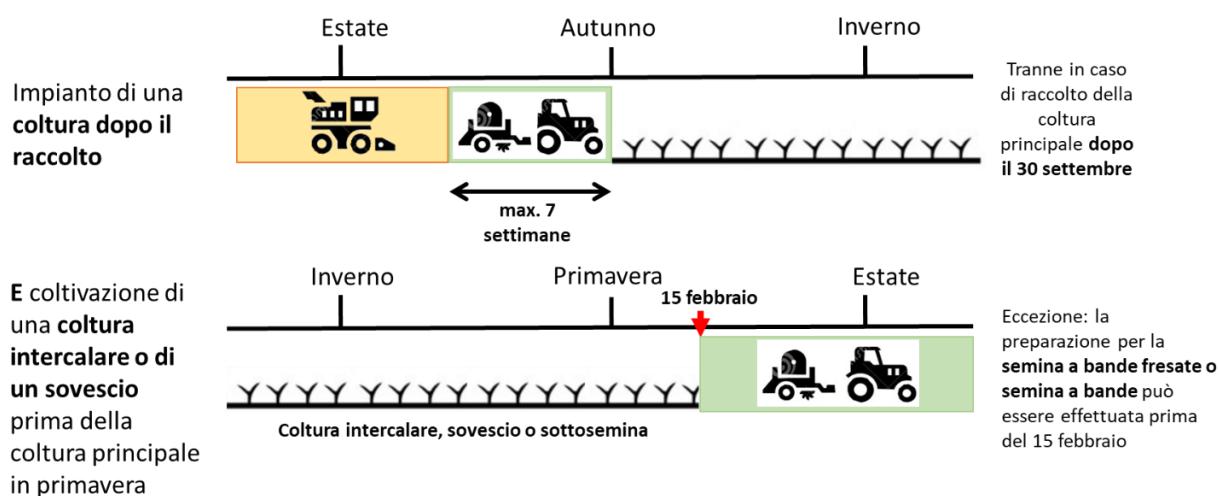 Estate
Autunno
Inverno
Impianto di una
coltura dopo il
raccolto
Tranne in caso
di raccolto della
coltura
principale dopo
il 30 settembre
max. 7
settimane
Inverno
Primavera
Estate
15 febbraio
E coltivazione di
una coltura
intercalare o di
un sovescio
prima della
coltura principale
in primavera
Coltura intercalare, sovescio o sottosemina
Eccezione: la
preparazione per la
semina a bande fresate o
semina a bande può
essere effettuata prima
del 15 febbraio